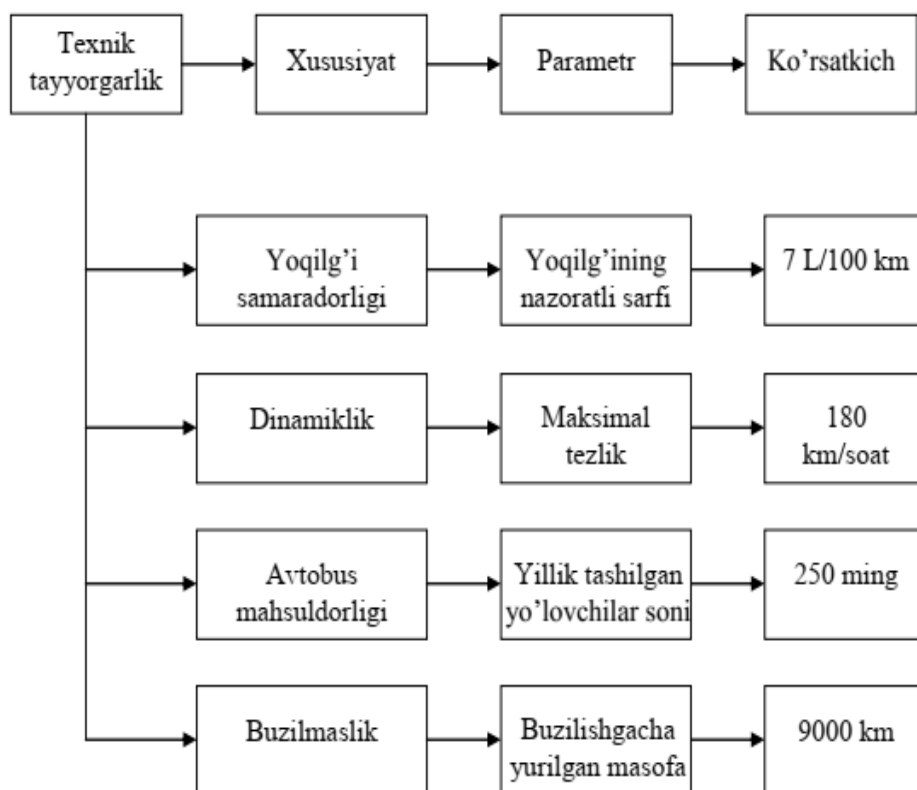 Texnik
tayyorgarlik
Xususiyat
Parametr
Ko’rsatkich
Yoqilg’i
samaradorligi
Yoqilg’ining
nazoratli sarfi
7 L/100 km
Dinamiklik
Maksimal
tezlik
180
km/soat
Avtobus
mahsuldorligi
Yillik tashilgan
yo’lovchilar soni
250 ming
Buzilmaslik
Buzilishgacha
yurilgan masofa
9000 km